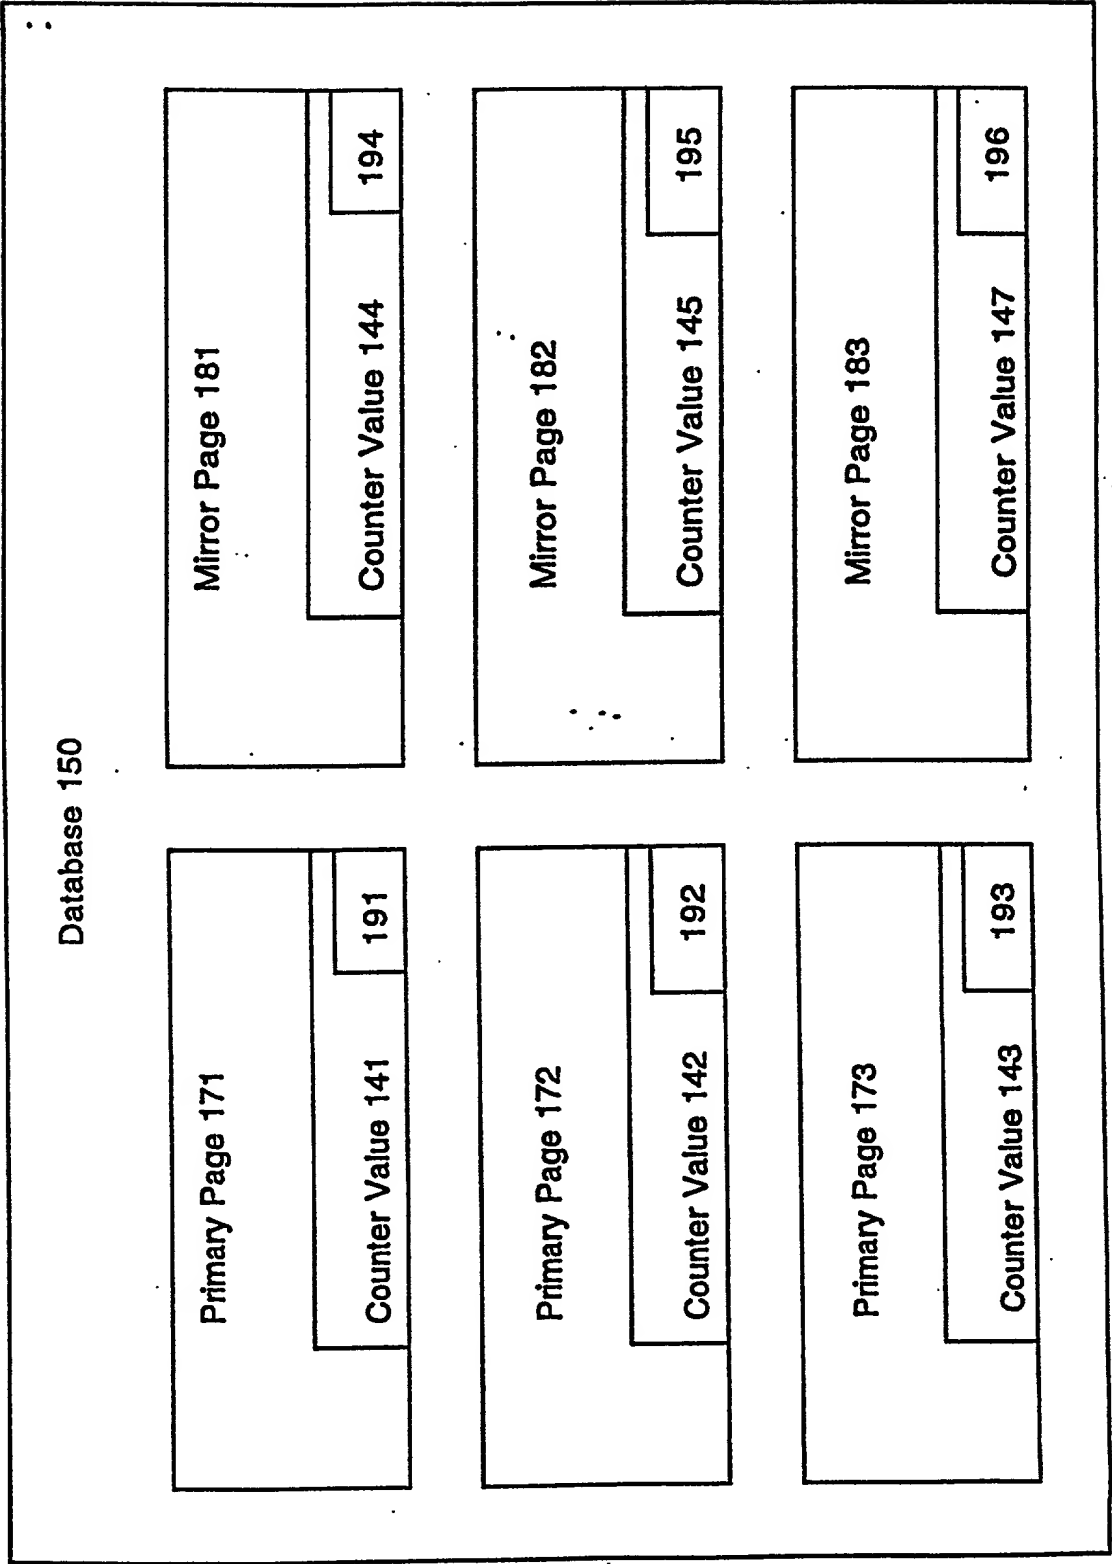 Database 150
Primary Page 171
Counter Value 141
191
Mirror Page 181
Counter Value 144
194
Primary Page 172
Counter Value 142
192
Mirror Page 182
Counter Value 145
195
Primary Page 173
Counter Value 143
193
Mirror Page 183
Counter Value 147
196